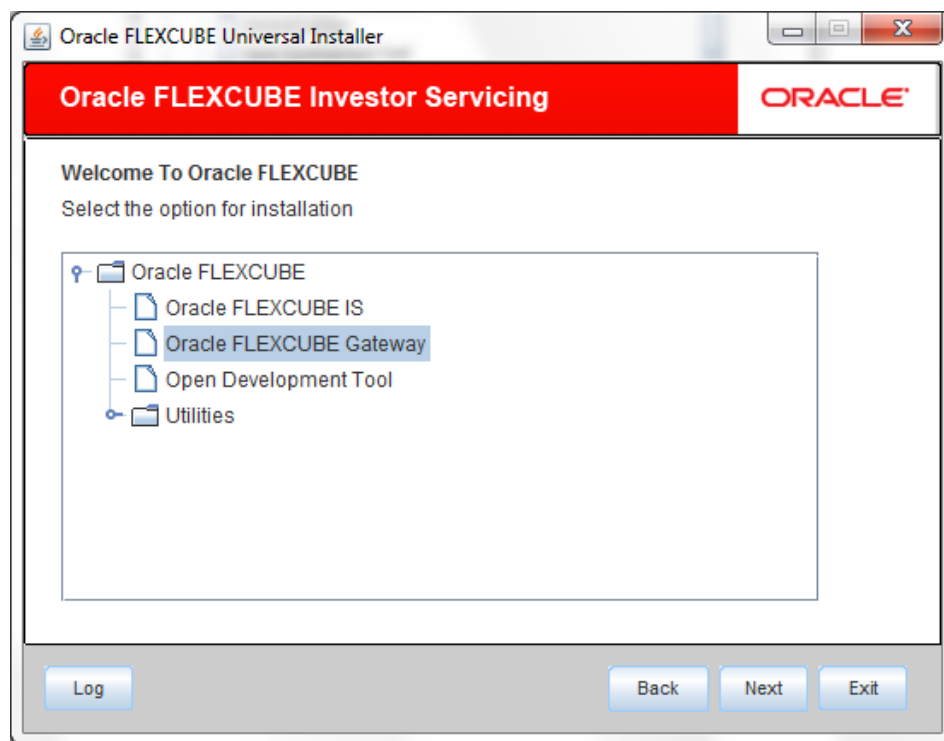 Oracle FLEXCUBE Universal Installer
Oracle FLEXCUBE Investor Servicing
ORACLE
Welcome To Oracle FLEXCUBE
Select the option for installation
Oracle FLEXCUBE
Oracle FLEXCUBE IS
Oracle FLEXCUBE Gateway
Open Development Tool
Utilities
Log
Back
Next
Exit